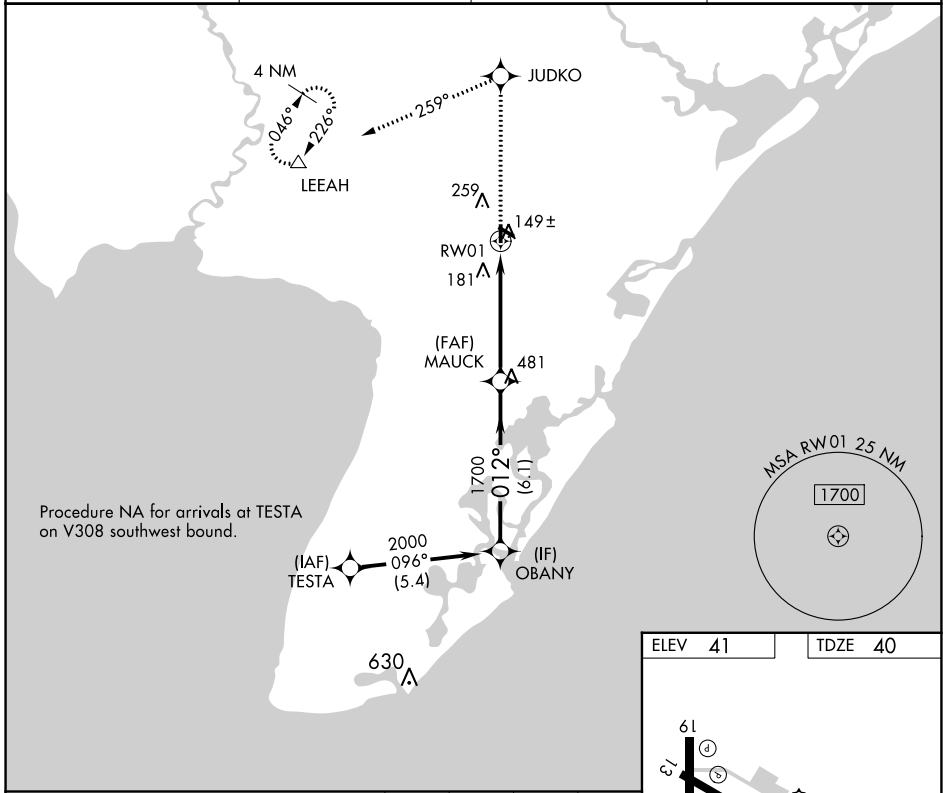 4 NM
JUDKO
259°
046°
226°
LEEAH
259
149±
RW01
181
(FAF)
MAUCK
481
1700
012°
(6.1)
MSA RW01 25 NM
1700
Procedure NA for arrivals at TESTA
on V308 southwest bound.
2000
096°
(5.4)
(IAF)
TESTA
(IF)
OBANY
630
ELEV 41
TDZE 40
19
P
13
P